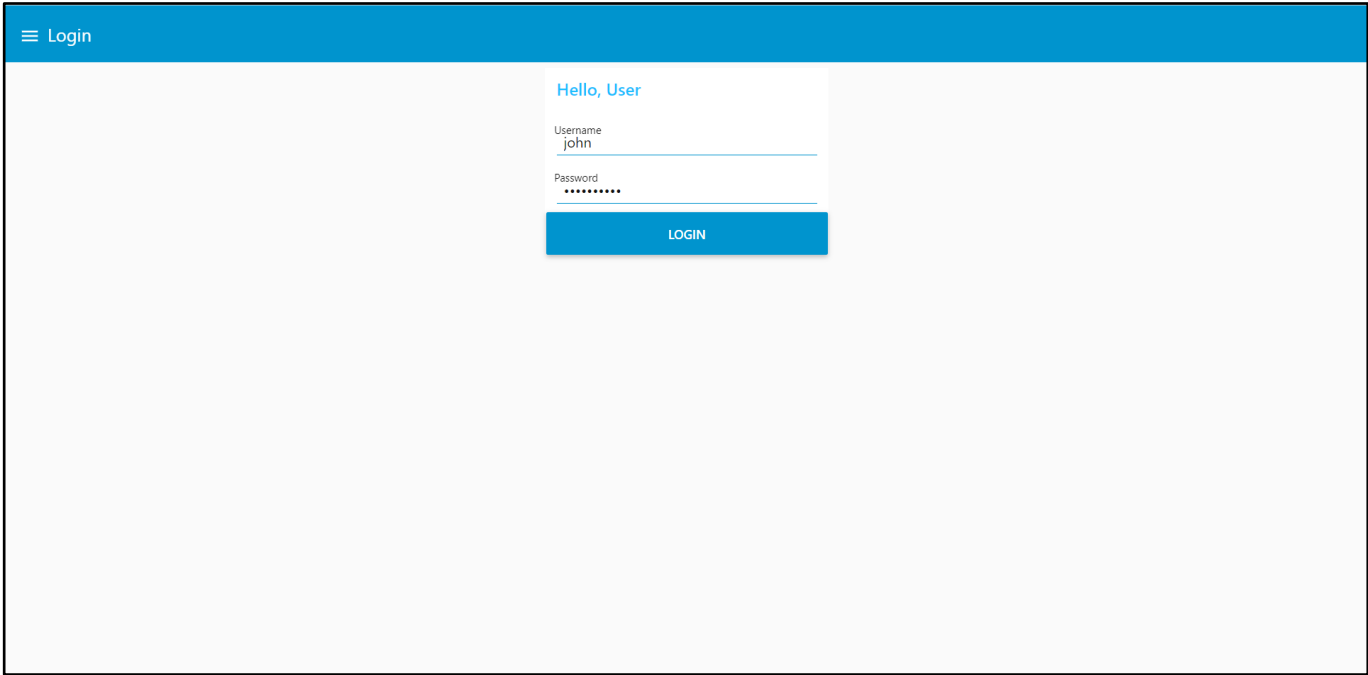 Login
Hello, User
Username
john
Password
••••••••••
LOGIN